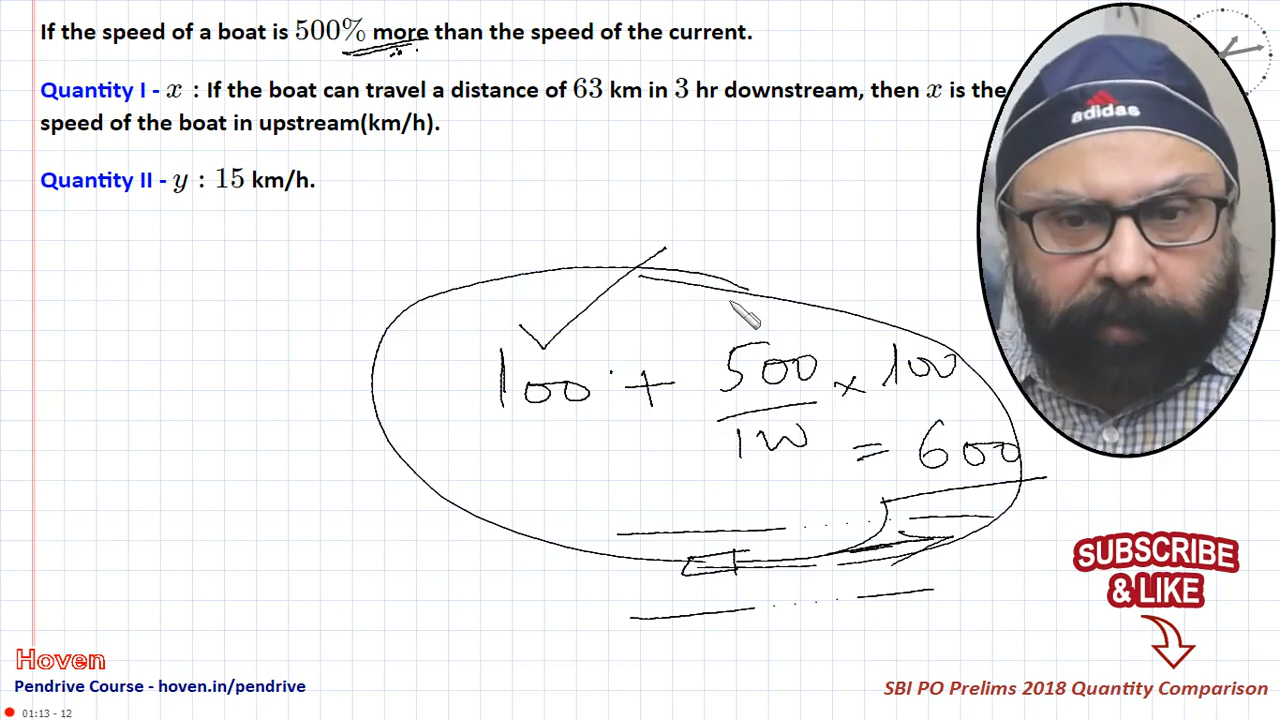 If the speed of a boat is 500% more than the speed of the current.
Quantity I - x : If the boat can travel a distance of 63 km in 3 hr downstream, then x is the
speed of the boat in upstream(km/h).
Quantity II - y : 15 km/h.
adidas
100 + 500/100 × 100
= 600
SUBSCRIBE
& LIKE
Hoven
Pendrive Course - hoven.in/pendrive
SBI PO Prelims 2018 Quantity Comparison
01:13 - 12